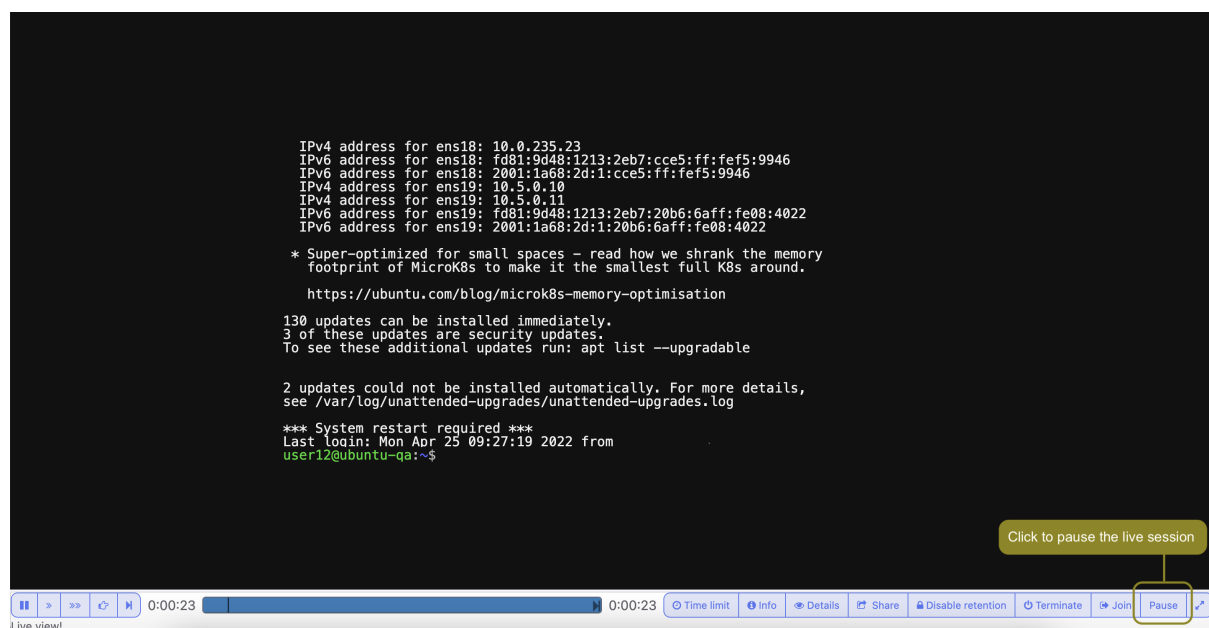 IPv4 address for ens18: 10.0.235.23
IPv6 address for ens18: fd81:9d48:1213:2eb7:cce5:ff:fef5:9946
IPv6 address for ens18: 2001:1a68:2d:1:cce5:ff:fef5:9946
IPv4 address for ens19: 10.5.0.10
IPv4 address for ens19: 10.5.0.11
IPv6 address for ens19: fd81:9d48:1213:2eb7:20b6:6aff:fe08:4022
IPv6 address for ens19: 2001:1a68:2d:1:20b6:6aff:fe08:4022
* Super-optimized for small spaces - read how we shrank the memory
footprint of MicroK8s to make it the smallest full K8s around.
https://ubuntu.com/blog/microk8s-memory-optimisation
130 updates can be installed immediately.
3 of these updates are security updates.
To see these additional updates run: apt list --upgradable
2 updates could not be installed automatically. For more details,
see /var/log/unattended-upgrades/unattended-upgrades.log
*** System restart required ***
Last login: Mon Apr 25 09:27:19 2022 from
user12@ubuntu-qa:~$
Click to pause the live session
0:00:23 0:00:23 Time limit Info Details Share Disable retention Terminate Join Pause
Live view!